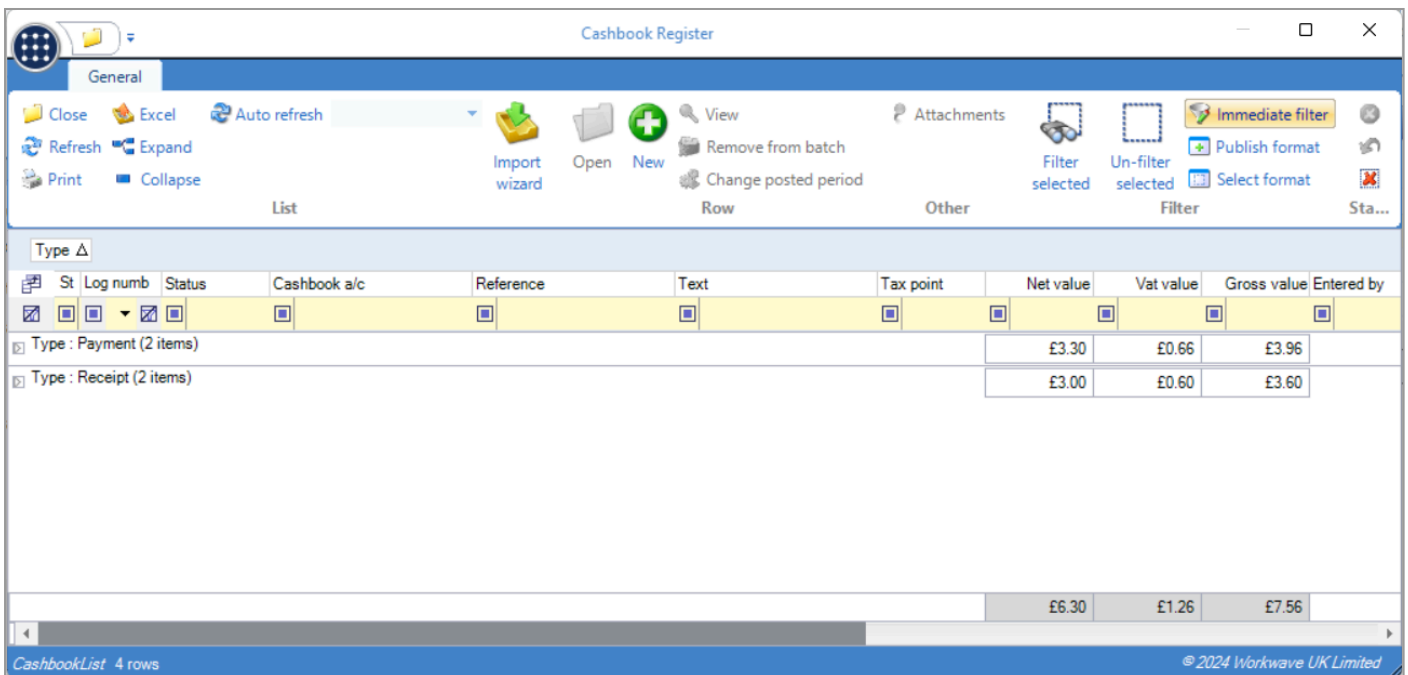 Cashbook Register
General
Close Excel Auto refresh
Refresh Expand
Print Collapse
List
Import wizard
Open New
View
Remove from batch
Change posted period
Row
Attachments
Other
Filter selected
Un-filter selected
Immediate filter
Publish format
Select format
Filter
Sta...
Type
St Log numb Status Cashbook a/c Reference Text Tax point Net value Vat value Gross value Entered by
Type : Payment (2 items) £3.30 £0.66 £3.96
Type : Receipt (2 items) £3.00 £0.60 £3.60
£6.30 £1.26 £7.56
CashbookList 4 rows © 2024 Workwave UK Limited